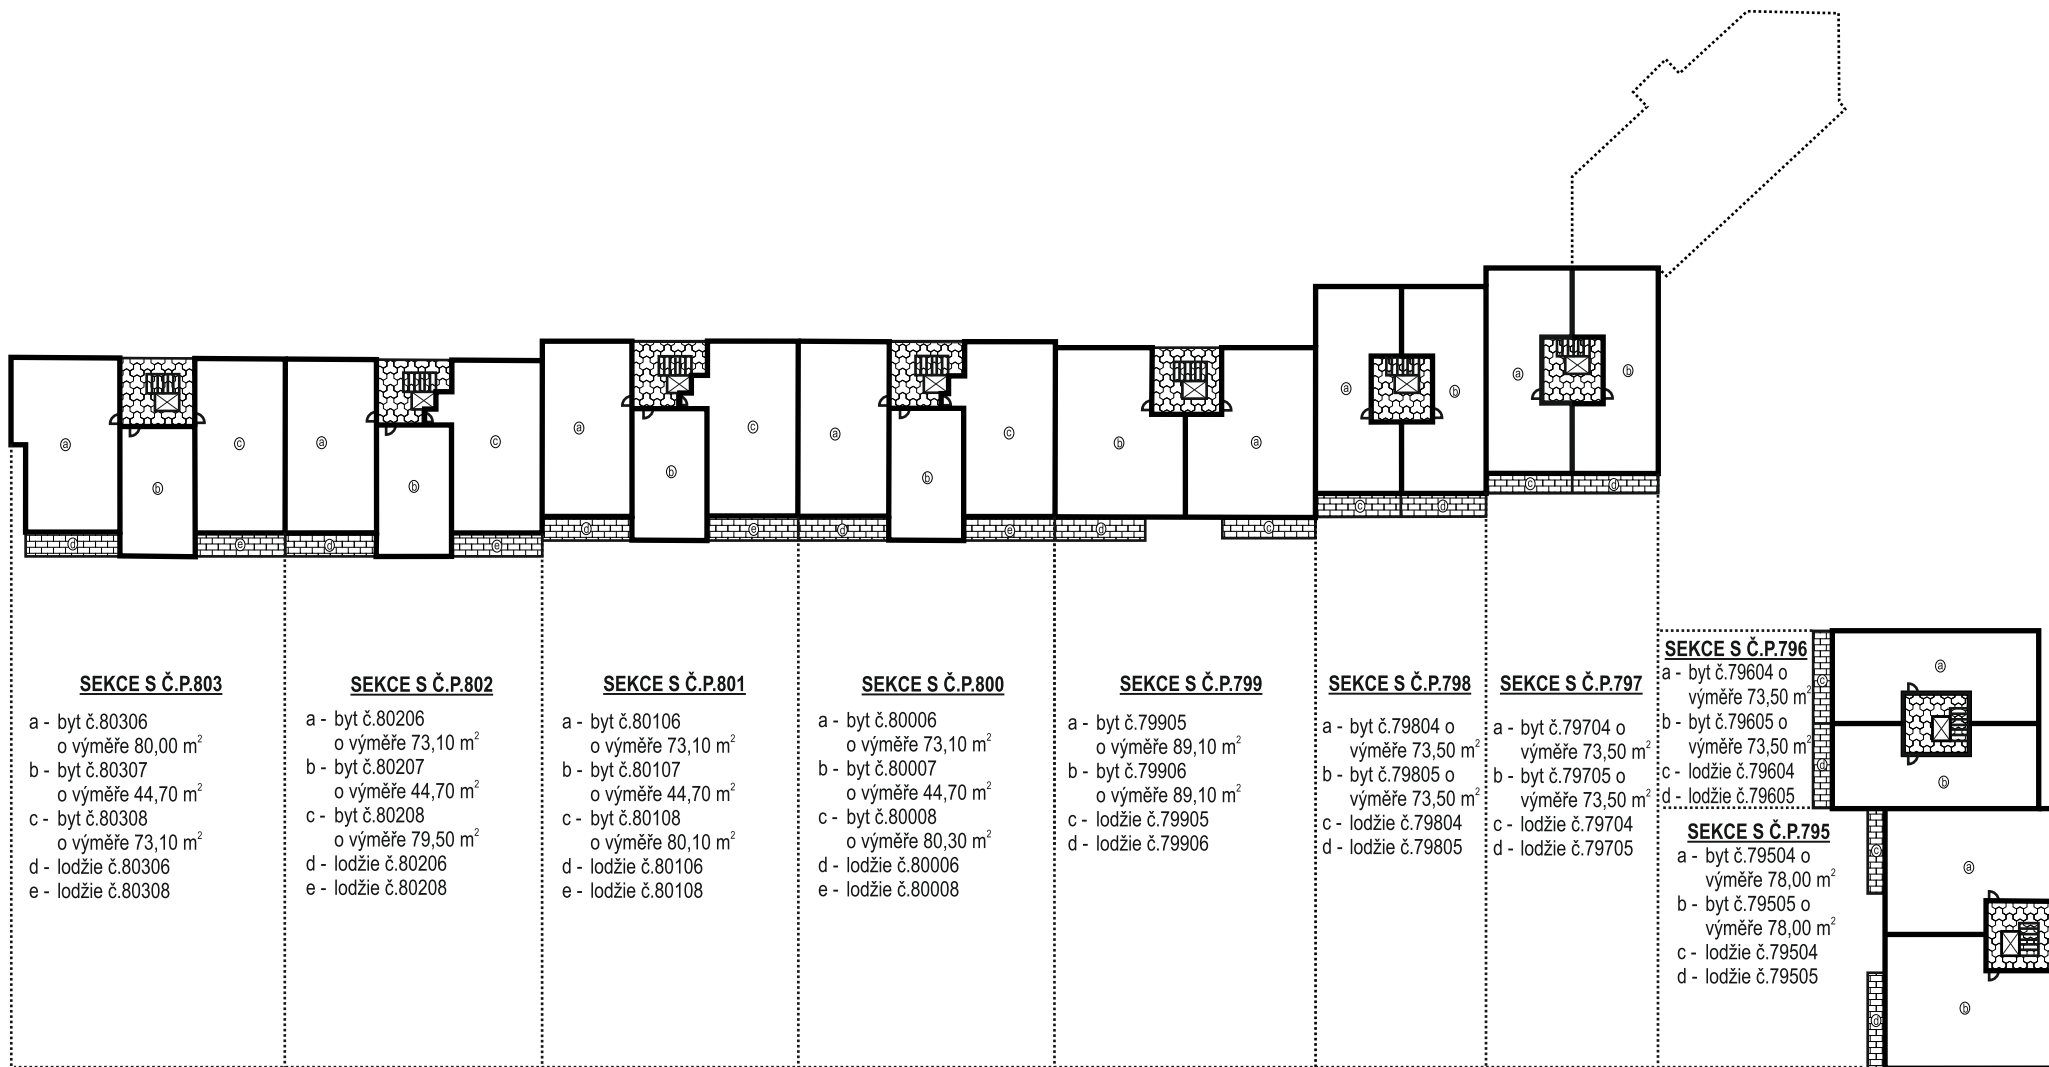 SEKCE S Č.P.803
a - byt č.80306
o výměře 80,00 m²
b - byt č.80307
o výměře 44,70 m²
c - byt č.80308
o výměře 73,10 m²
d - lodžie č.80306
e - lodžie č.80308
SEKCE S Č.P.802
a - byt č.80206
o výměře 73,10 m²
b - byt č.80207
o výměře 44,70 m²
c - byt č.80208
o výměře 79,50 m²
d - lodžie č.80206
e - lodžie č.80208
SEKCE S Č.P.801
a - byt č.80106
o výměře 73,10 m²
b - byt č.80107
o výměře 44,70 m²
c - byt č.80108
o výměře 80,10 m²
d - lodžie č.80106
e - lodžie č.80108
SEKCE S Č.P.800
a - byt č.80006
o výměře 73,10 m²
b - byt č.80007
o výměře 44,70 m²
c - byt č.80008
o výměře 80,30 m²
d - lodžie č.80006
e - lodžie č.80008
SEKCE S Č.P.799
a - byt č.79905
o výměře 89,10 m²
b - byt č.79906
o výměře 89,10 m²
c - lodžie č.79905
d - lodžie č.79906
SEKCE S Č.P.798
a - byt č.79804 o
výměře 73,50 m²
b - byt č.79805 o
výměře 73,50 m²
c - lodžie č.79804
d - lodžie č.79805
SEKCE S Č.P.797
a - byt č.79704 o
výměře 73,50 m²
b - byt č.79705 o
výměře 73,50 m²
c - lodžie č.79704
d - lodžie č.79705
SEKCE S Č.P.796
a - byt č.79604 o
výměře 73,50 m²
b - byt č.79605 o
výměře 73,50 m²
c - lodžie č.79604
d - lodžie č.79605
SEKCE S Č.P.795
a - byt č.79504 o
výměře 78,00 m²
b - byt č.79505 o
výměře 78,00 m²
c - lodžie č.79504
d - lodžie č.79505
a
b
c
d
e
a
b
c
d
e
a
b
c
d
e
a
b
c
d
e
b
a
d
c
a
b
c
d
a
b
c
d
a
b
c
d
a
b
c
d